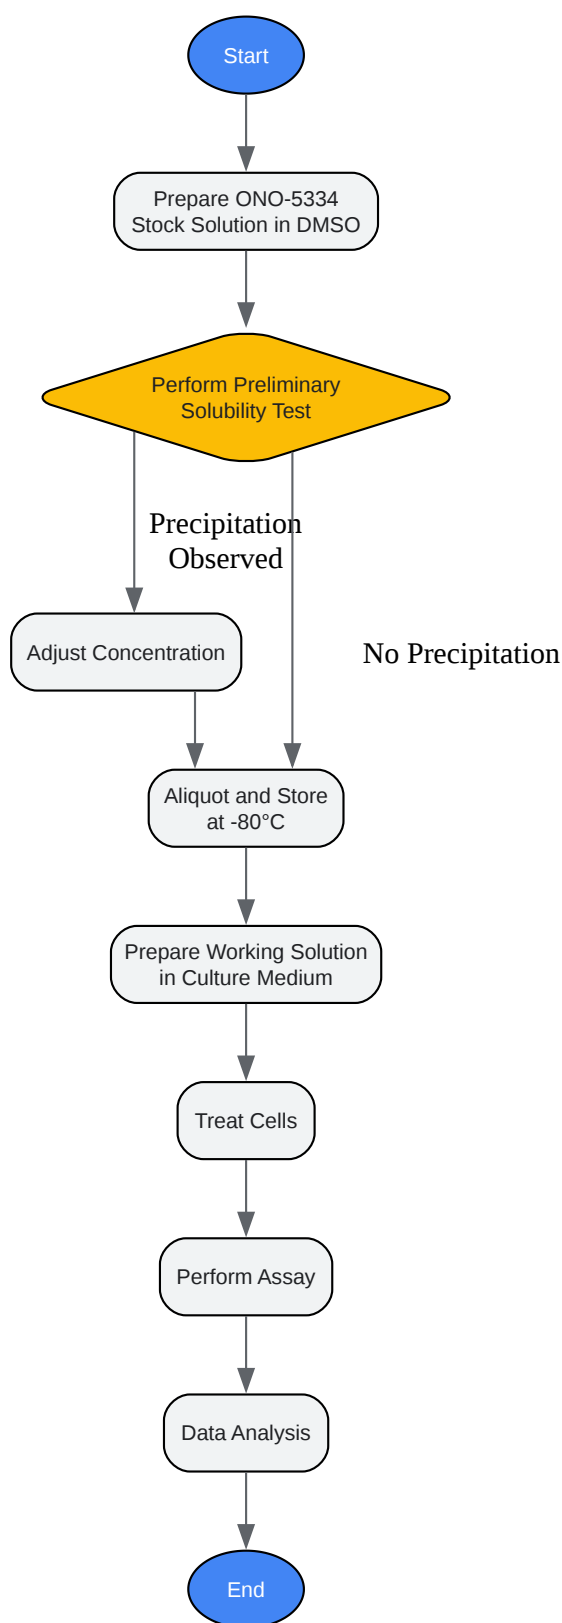 Start
Prepare ONO-5334
Stock Solution in DMSO
Perform Preliminary
Solubility Test
Precipitation
Observed
Adjust Concentration
No Precipitation
Aliquot and Store
at -80°C
Prepare Working Solution
in Culture Medium
Treat Cells
Perform Assay
Data Analysis
End